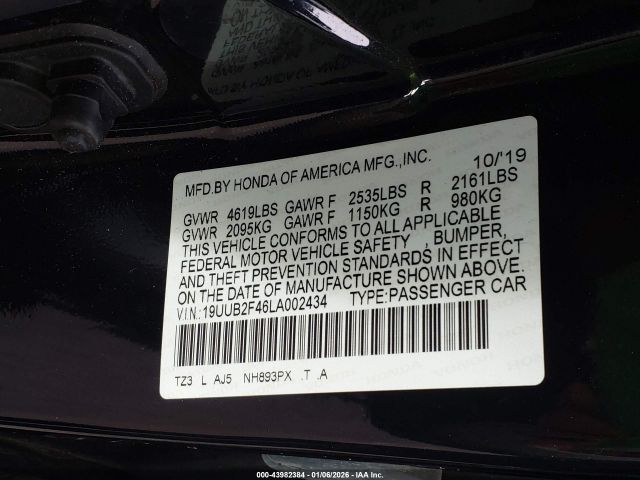 MFD.BY HONDA OF AMERICA MFG.,INC. 10/'19
GVWR 4619LBS GAWR F 2535LBS R 2161LBS
GVWR 2095KG GAWR F 1150KG R 980KG
THIS VEHICLE CONFORMS TO ALL APPLICABLE
FEDERAL MOTOR VEHICLE SAFETY , BUMPER,
AND THEFT PREVENTION STANDARDS IN EFFECT
ON THE DATE OF MANUFACTURE SHOWN ABOVE.
V.I.N.:19UUB2F46LA002434 TYPE:PASSENGER CAR
TZ3 L AJ5 NH893PX .T .A
000-43982384 | 01/06/2026 - IAA Inc.